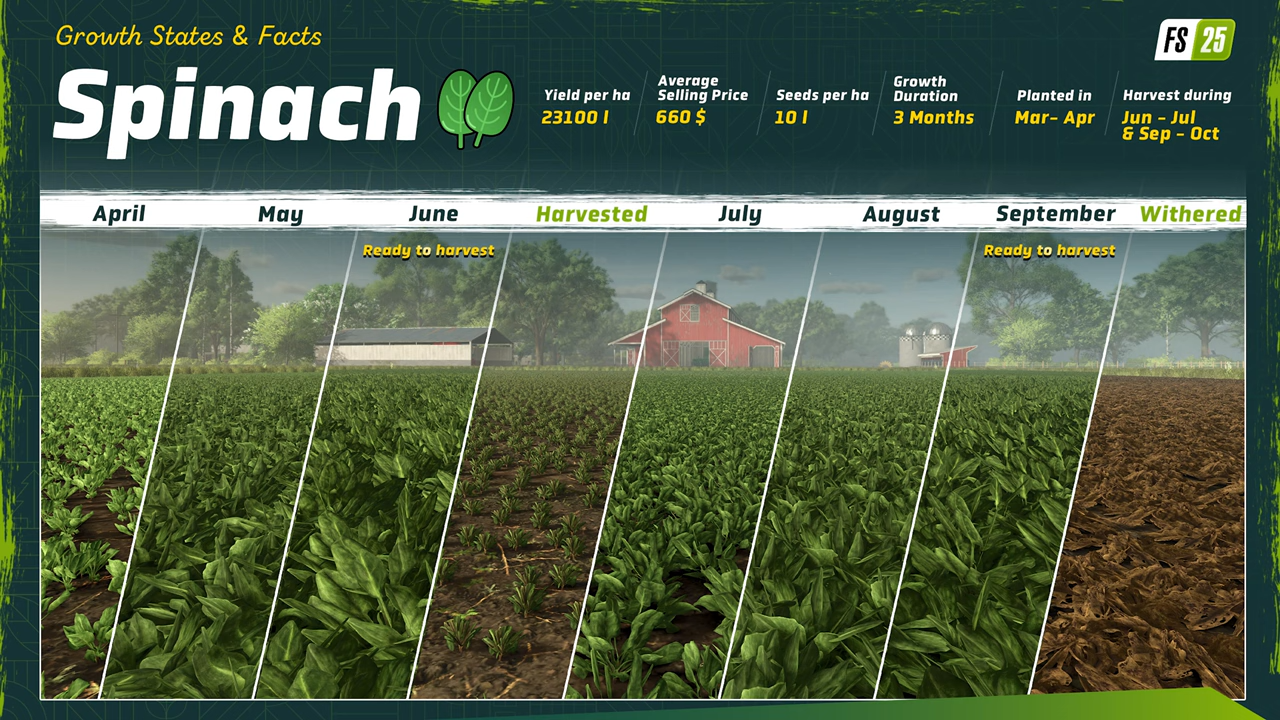 Growth States & Facts
FS 25
Spinach
Yield per ha
23100 l
Average
Selling Price
660 $
Seeds per ha
10 l
Growth
Duration
3 Months
Planted in
Mar- Apr
Harvest during
Jun - Jul
& Sep - Oct
April
May
June
Harvested
July
August
September
Withered
Ready to harvest
Ready to harvest